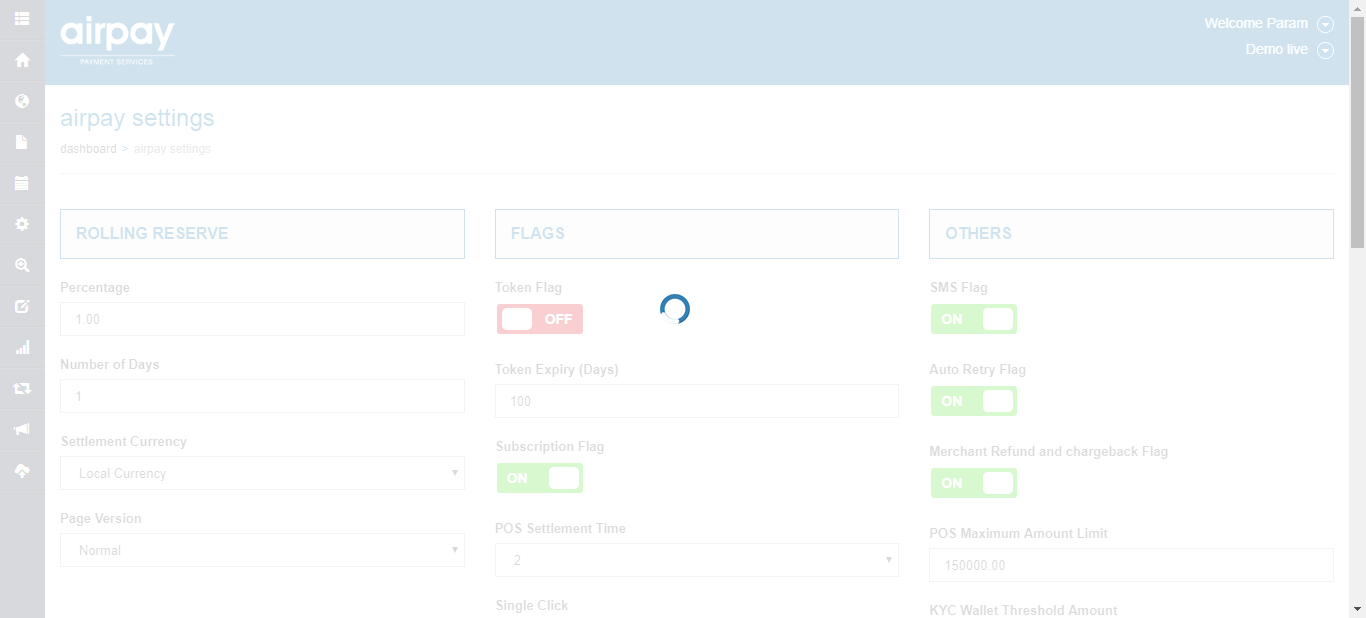 airpay
PAYMENT SERVICES
Welcome Param
Demo live
airpay settings
dashboard > airpay settings
ROLLING RESERVE
Percentage
1.00
Number of Days
1
Settlement Currency
Local Currency
Page Version
Normal
FLAGS
Token Flag
OFF
Token Expiry (Days)
100
Subscription Flag
ON
POS Settlement Time
2
Single Click
OTHERS
SMS Flag
ON
Auto Retry Flag
ON
Merchant Refund and chargeback Flag
ON
POS Maximum Amount Limit
150000.00
KYC Wallet Threshold Amount